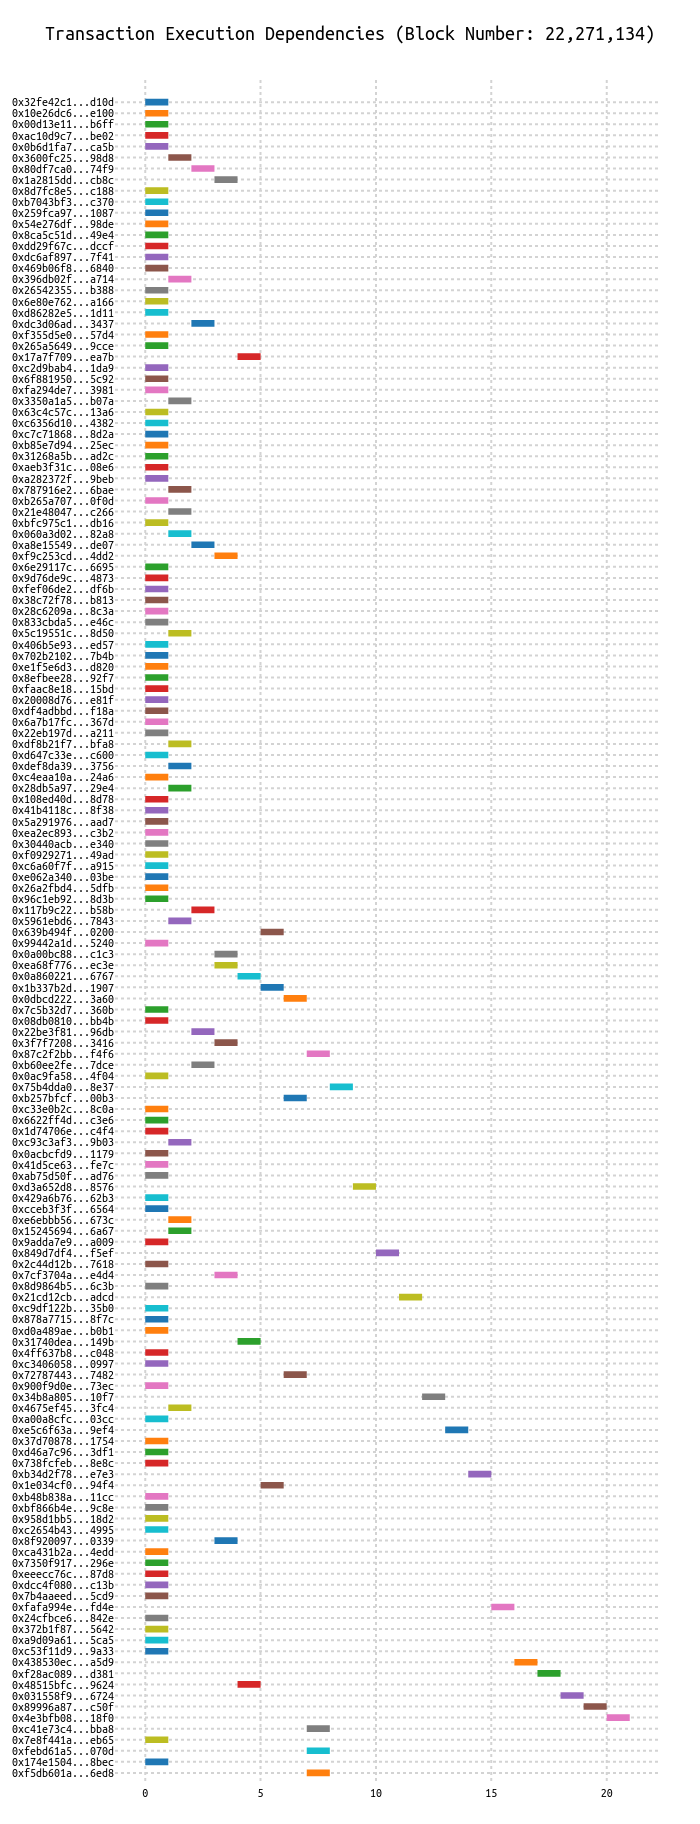 Transaction Execution Dependencies (Block Number: 22,271,134)
0x32fe42c1...d10d
0x10e26dc6...e100
0x00d13e11...b6ff
0xac10d9c7...be02
0x0b6d1fa7...ca5b
0x3600fc25...98d8
0x80df7ca0...74f9
0x1a2815dd...cb8c
0x8d7fc8e5...c188
0xb7043bf3...c370
0x259fca97...1087
0x54e276df...98de
0x8ca5c51d...49e4
0xdd29f67c...dccf
0xdc6af897...7f41
0x469b06f8...6840
0x396db02f...a714
0x26542355...b388
0x6e80e762...a166
0xd86282e5...1d11
0xdc3d06ad...3437
0xf355d5e0...57d4
0x265a5649...9cce
0x17a7f709...ea7b
0xc2d9bab4...1da9
0x6f881950...5c92
0xfa294de7...3981
0x3350a1a5...b07a
0x63c4c57c...13a6
0xc6356d10...4382
0xc7c71868...8d2a
0xb85e7d94...25ec
0x31268a5b...ad2c
0xaeb3f31c...08e6
0xa282372f...9beb
0x787916e2...6bae
0xb265a707...0f0d
0x21e48047...c266
0xbfc975c1...db16
0x060a3d02...82a8
0xa8e15549...de07
0xf9c253cd...4dd2
0x6e29117c...6695
0x9d76de9c...4873
0xfef06de2...df6b
0x38c72f78...b813
0x28c6209a...8c3a
0x833cbda5...e46c
0x5c19551c...8d50
0x406b5e93...ed57
0x702b2102...7b4b
0xe1f5e6d3...d820
0x8efbee28...92f7
0xfaac8e18...15bd
0x20008d76...e81f
0xdf4adbbd...f18a
0x6a7b17fc...367d
0x22eb197d...a211
0xdf8b21f7...bfa8
0xd647c33e...c600
0xdef8da39...3756
0xc4eaa10a...24a6
0x28db5a97...29e4
0x108ed40d...8d78
0x41b4118c...8f38
0x5a291976...aad7
0xea2ec893...c3b2
0x30440acb...e340
0xf0929271...49ad
0xc6a60f7f...a915
0xe062a340...03be
0x26a2fbd4...5dfb
0x96c1eb92...8d3b
0x117b9c22...b58b
0x5961ebd6...7843
0x639b494f...0200
0x99442a1d...5240
0x0a00bc88...c1c3
0xea68f776...ec3e
0x0a860221...6767
0x1b337b2d...1907
0x0dbcd222...3a60
0x7c5b32d7...360b
0x08db0810...bb4b
0x22be3f81...96db
0x3f7f7208...3416
0x87c2f2bb...f4f6
0xb60ee2fe...7dce
0x0ac9fa58...4f04
0x75b4dda0...8e37
0xb257bfcf...00b3
0xc33e0b2c...8c0a
0x6622ff4d...c3e6
0x1d74706e...c4f4
0xc93c3af3...9b03
0x0acbcfd9...1179
0x41d5ce63...fe7c
0xab75d50f...ad76
0xd3a652d8...8576
0x429a6b76...62b3
0xcceb3f3f...6564
0xe6ebbb56...673c
0x15245694...6a67
0x9adda7e9...a009
0x849d7df4...f5ef
0x2c44d12b...7618
0x7cf3704a...e4d4
0x8d9864b5...6c3b
0x21cd12cb...adcd
0xc9df122b...35b0
0x878a7715...8f7c
0xd0a489ae...b0b1
0x31740dea...149b
0x4ff637b8...c048
0xc3406058...0997
0x72787443...7482
0x900f9d0e...73ec
0x34b8a805...10f7
0x4675ef45...3fc4
0xa00a8cfc...03cc
0xe5c6f63a...9ef4
0x37d70878...1754
0xd46a7c96...3df1
0x738fcfeb...8e8c
0xb34d2f78...e7e3
0x1e034cf0...94f4
0xb48b838a...11cc
0xbf866b4e...9c8e
0x958d1bb5...18d2
0xc2654b43...4995
0x8f920097...0339
0xca431b2a...4edd
0x7350f917...296e
0xeeecc76c...87d8
0xdcc4f080...c13b
0x7b4aaeed...5cd9
0xfafa994e...fd4e
0x24cfbce6...842e
0x372b1f87...5642
0xa9d09a61...5ca5
0xc53f11d9...9a33
0x438530ec...a5d9
0xf28ac089...d381
0x48515bfc...9624
0x031558f9...6724
0x89996a87...c50f
0x4e3bfb08...18f0
0xc41e73c4...bba8
0x7e8f441a...eb65
0xfebd61a5...070d
0x174e1504...8bec
0xf5db601a...6ed8
0 5 10 15 20